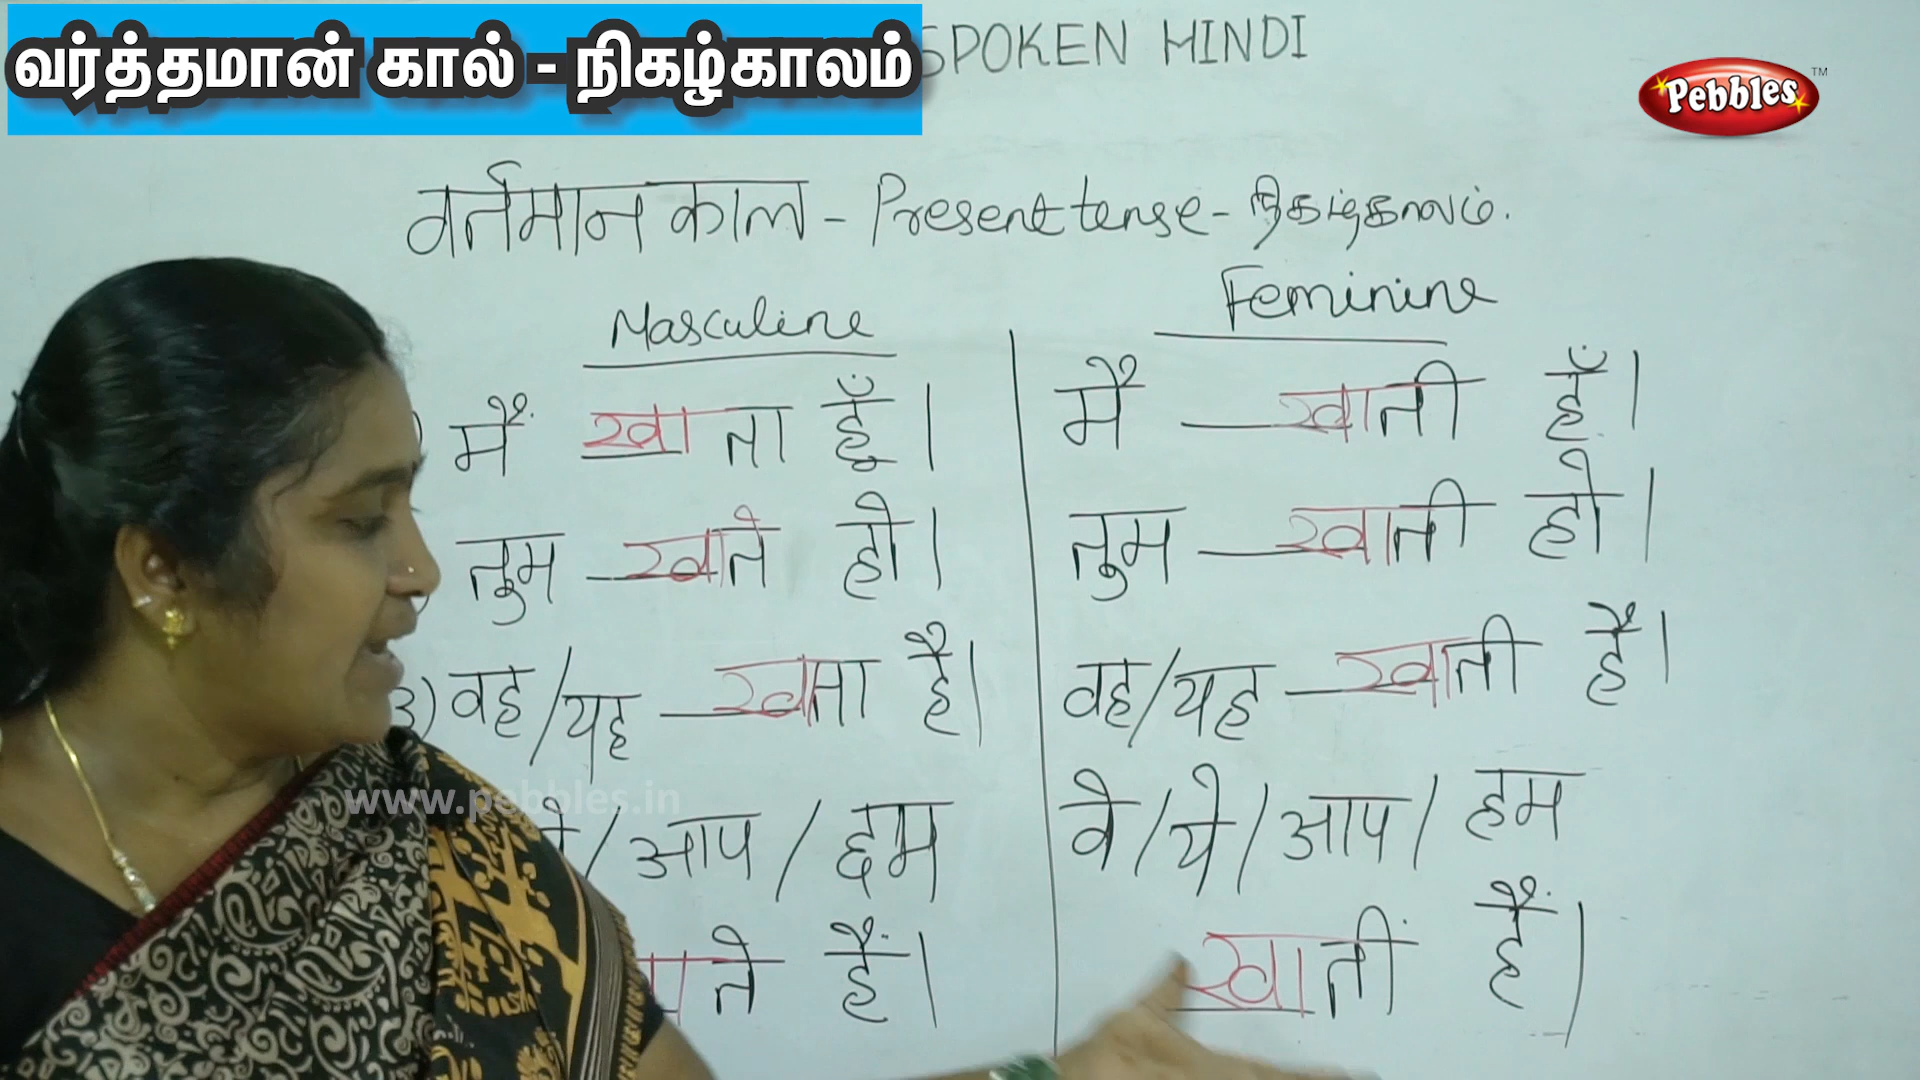 வர்த்தமான் கால் - நிகழ்காலம்
SPOKEN HINDI
Pebbles TM
वर्तमान काल - Present tense - நிகழ்காலம்.
Masculine
Feminine
मैं खाता हूँ।
मैं खाती हूँ।
तुम खाते हो।
तुम खाती हो।
3) वह/यह खाता है।
वह/यह खाती है।
/ आप / हम
वे/ये/आप/हम
ते हैं।
खातीं हैं।
www.pebbles.in